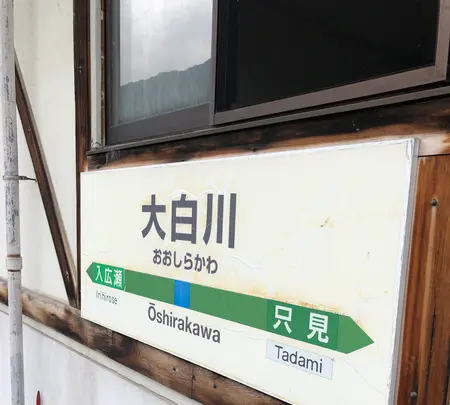 大白川
おおしらかわ
入広瀬
Irihirose
Ōshirakawa
只見
Tadami